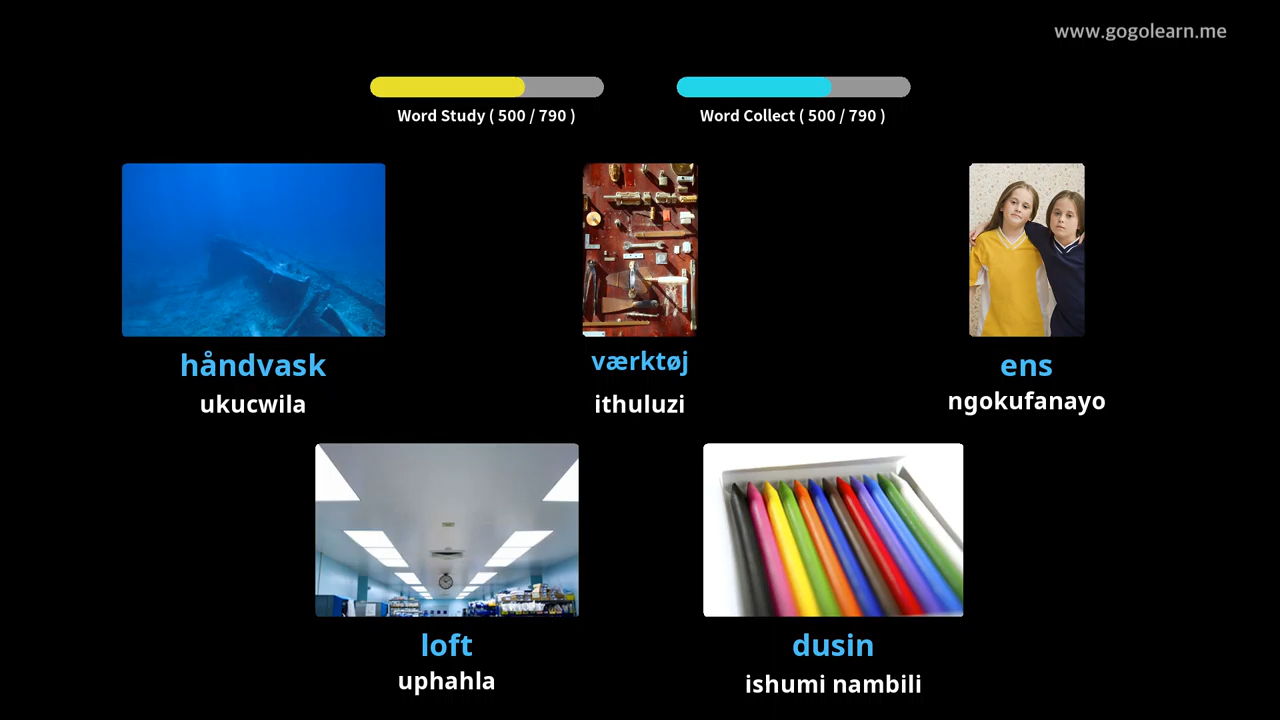 www.gogolearn.me
Word Study ( 500 / 790 )
Word Collect ( 500 / 790 )
håndvask
ukucwila
værktøj
ithuluzi
ens
ngokufanayo
loft
uphahla
dusin
ishumi nambili